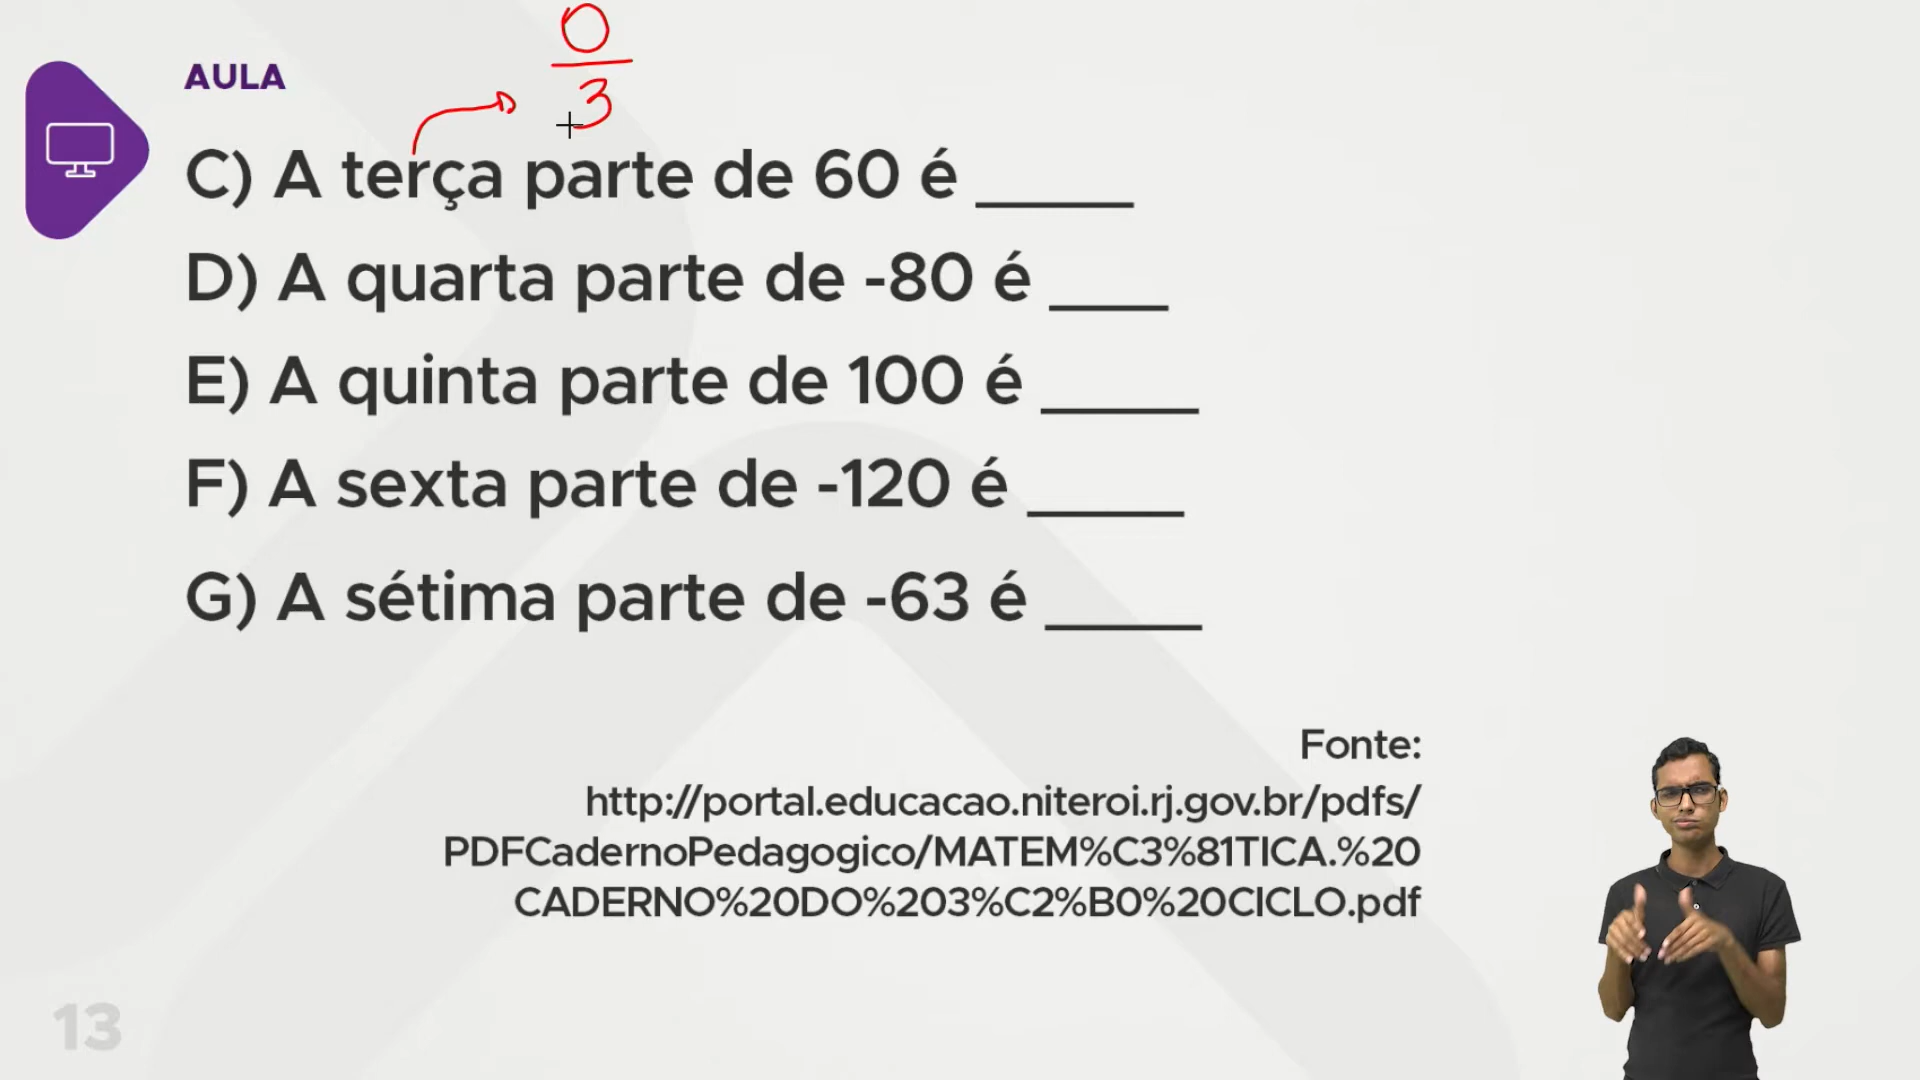 0
3
AULA
C) A terça parte de 60 é _____
D) A quarta parte de -80 é ____
E) A quinta parte de 100 é _____
F) A sexta parte de -120 é _____
G) A sétima parte de -63 é _____
Fonte:
http://portal.educacao.niteroi.rj.gov.br/pdfs/
PDFCadernoPedagogico/MATEM%C3%81TICA.%20
CADERNO%20DO%203%C2%B0%20CICLO.pdf
13